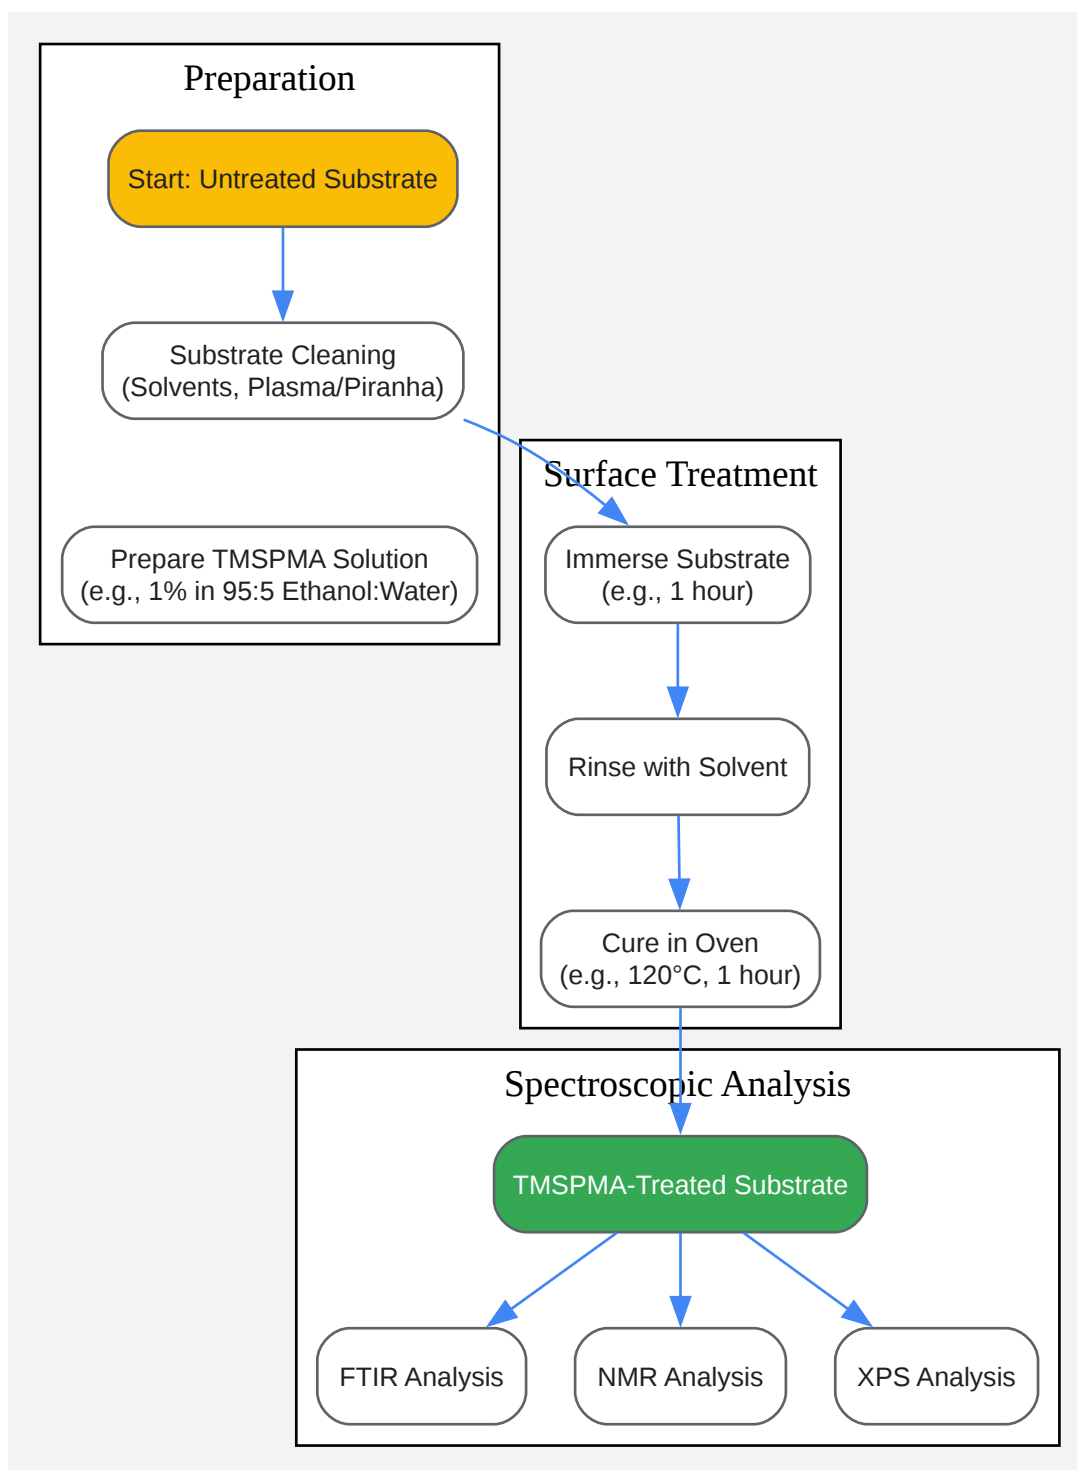 Preparation
Start: Untreated Substrate
Substrate Cleaning
(Solvents, Plasma/Piranha)
Prepare TMSPMA Solution
(e.g., 1% in 95:5 Ethanol:Water)
Surface Treatment
Immerse Substrate
(e.g., 1 hour)
Rinse with Solvent
Cure in Oven
(e.g., 120°C, 1 hour)
Spectroscopic Analysis
TMSPMA-Treated Substrate
FTIR Analysis
NMR Analysis
XPS Analysis